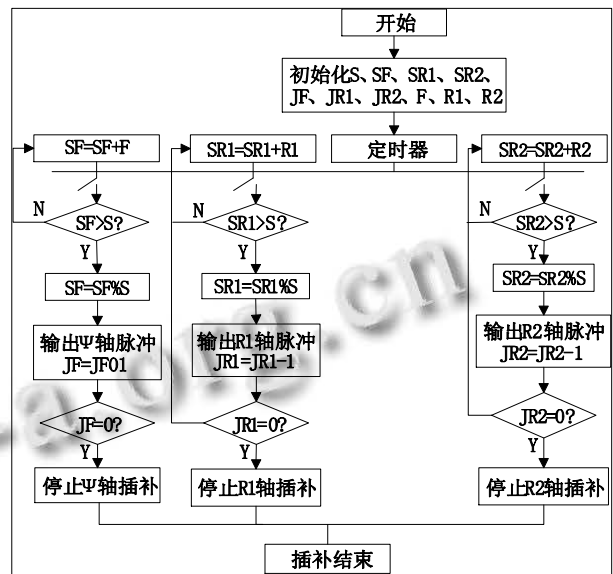 开始
初始化S、SF、SR1、SR2、
JF、JR1、JR2、F、R1、R2
SF=SF+F
SR1=SR1+R1
定时器
SR2=SR2+R2
N
SF>S?
Y
N
SR1>S?
Y
N
SR2>S?
Y
SF=SF%S
SR1=SR1%S
SR2=SR2%S
输出Ψ轴脉冲
JF=JF01
输出R1轴脉冲
JR1=JR1-1
输出R2轴脉冲
JR2=JR2-1
JF=0?
Y
JR1=0?
Y
JR2=0?
Y
停止Ψ轴插补
停止R1轴插补
停止R2轴插补
插补结束
a.org.cn